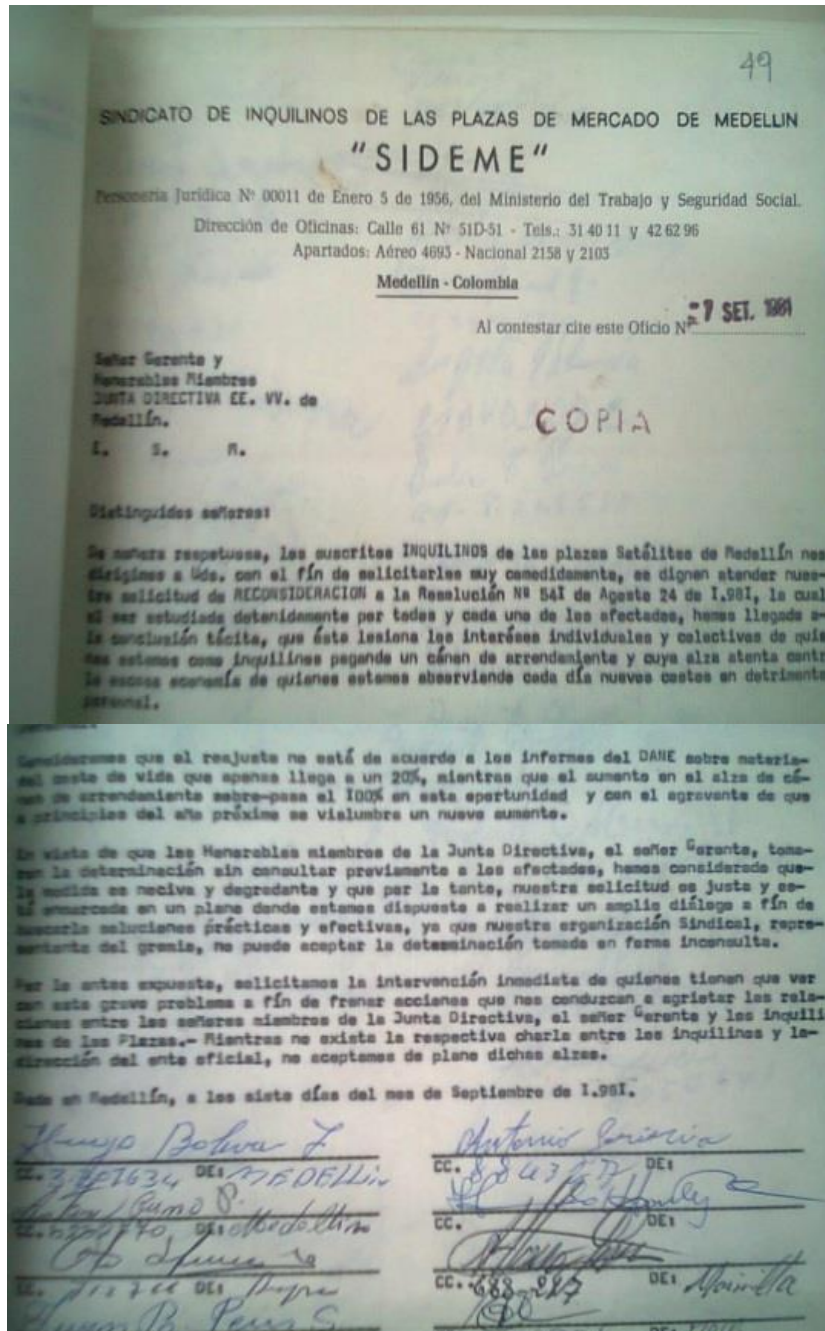 49
SINDICATO DE INQUILINOS DE LAS PLAZAS DE MERCADO DE MEDELLIN
"SIDEME"
Personería Jurídica Nº 00011 de Enero 5 de 1956, del Ministerio del Trabajo y Seguridad Social.
Dirección de Oficinas: Calle 61 Nº 51D-51 - Tels.: 31 40 11 y 42 62 96
Apartados: Aéreo 4693 - Nacional 2158 y 2103
Medellín - Colombia
Al contestar cite este Oficio Nº -7 SET. 1981
Señor Gerente y
Honorables Miembros
JUNTA DIRECTIVA EE. VV. de
Medellín.
E. S. M.
COPIA
Distinguidos señores:
De manera respetuosa, los suscritos INQUILINOS de las plazas Satélites de Medellín nos
dirigimos a Uds. con el fín de solicitarles muy comedidamente, se dignen atender nues-
tra solicitud de RECONSIDERACION a la Resolución Nº 54I de Agosto 24 de I.98I, la cual
al ser estudiada detenidamente por todos y cada uno de los afectados, hemos llegado a-
la conclusión tácita, que ésta lesiona los interéses individuales y colectivos de quie
nes estamos como inquilinos pagando un cánon de arrendamiento y cuya alza atenta contr
la escasa economía de quienes estamos absorviendo cada día nuevos costos en detrimento
personal.
Consideramos que el reajuste no está de acuerdo a los informes del DANE sobre materia-
del costo de vida que apenas llega a un 20%, mientras que el aumento en el alza de cá-
non de arrendamiento sobre-pasa el I00% en esta oportunidad y con el agravante de que
a principios del año próximo se vislumbra un nuevo aumento.
En vista de que los Honorables miembros de la Junta Directiva, el señor Gerente, toma-
ron la determinación sin consultar previamente a los afectados, hemos considerado que-
la medida es nociva y degradante y que por lo tanto, nuestra solicitud es justa y es-
tá enmarcada en un plano donde estamos dispuesto a realizar un amplio diálogo a fín de
buscarle soluciones prácticas y efectivas, ya que nuestra organización Sindical, repre-
sentante del gremio, no puede aceptar la determinación tomada en forma inconsulta.
Por lo antes expuesto, solicitamos la intervención inmediata de quienes tienen que ver
con este grave problema a fín de frenar acciones que nos conduzcan a agrietar las rela-
ciones entre los señores miembros de la Junta Directiva, el señor Gerente y los inquili
nos de las Plazas.- Mientras no exista la respectiva charla entre los inquilinos y la-
dirección del ente oficial, no aceptamos de plano dichas alzas.
Dado en Medellín, a los siete días del mes de Septiembre de I.98I.
Hugo Bolivar
Antonio
CC. DE: MEDELLin
CC. DE:
CC. DE: Medellin
CC. DE:
CC. DE:
CC. 688-287 DE: Marinilla